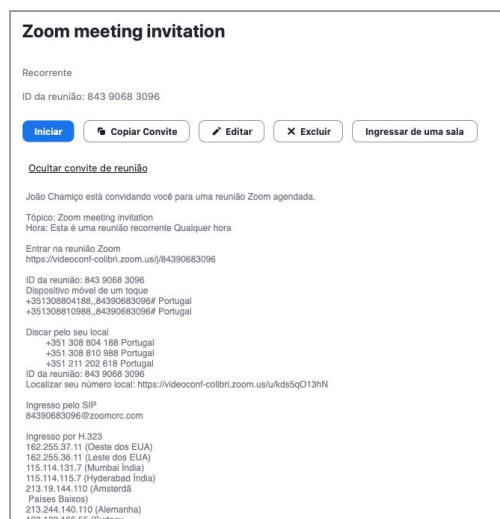 Zoom meeting invitation
Recorrente
ID da reunião: 843 9068 3096
Iniciar Copiar Convite Editar Excluir Ingressar de uma sala
Ocultar convite de reunião
João Chamiço está convidando você para uma reunião Zoom agendada.
Tópico: Zoom meeting invitation
Hora: Esta é uma reunião recorrente Qualquer hora
Entrar na reunião Zoom
https://videoconf-colibri.zoom.us/j/84390683096
ID da reunião: 843 9068 3096
Dispositivo móvel de um toque
+351308804188,,84390683096# Portugal
+351308810988,,84390683096# Portugal
Discar pelo seu local
+351 308 804 188 Portugal
+351 308 810 988 Portugal
+351 211 202 618 Portugal
ID da reunião: 843 9068 3096
Localizar seu número local: https://videoconf-colibri.zoom.us/u/kds5qO13hN
Ingresso pelo SIP
84390683096@zoomcrc.com
Ingresso por H.323
162.255.37.11 (Oeste dos EUA)
162.255.36.11 (Leste dos EUA)
115.114.131.7 (Mumbai Índia)
115.114.115.7 (Hyderabad Índia)
213.19.144.110 (Amsterdã
Países Baixos)
213.244.140.110 (Alemanha)